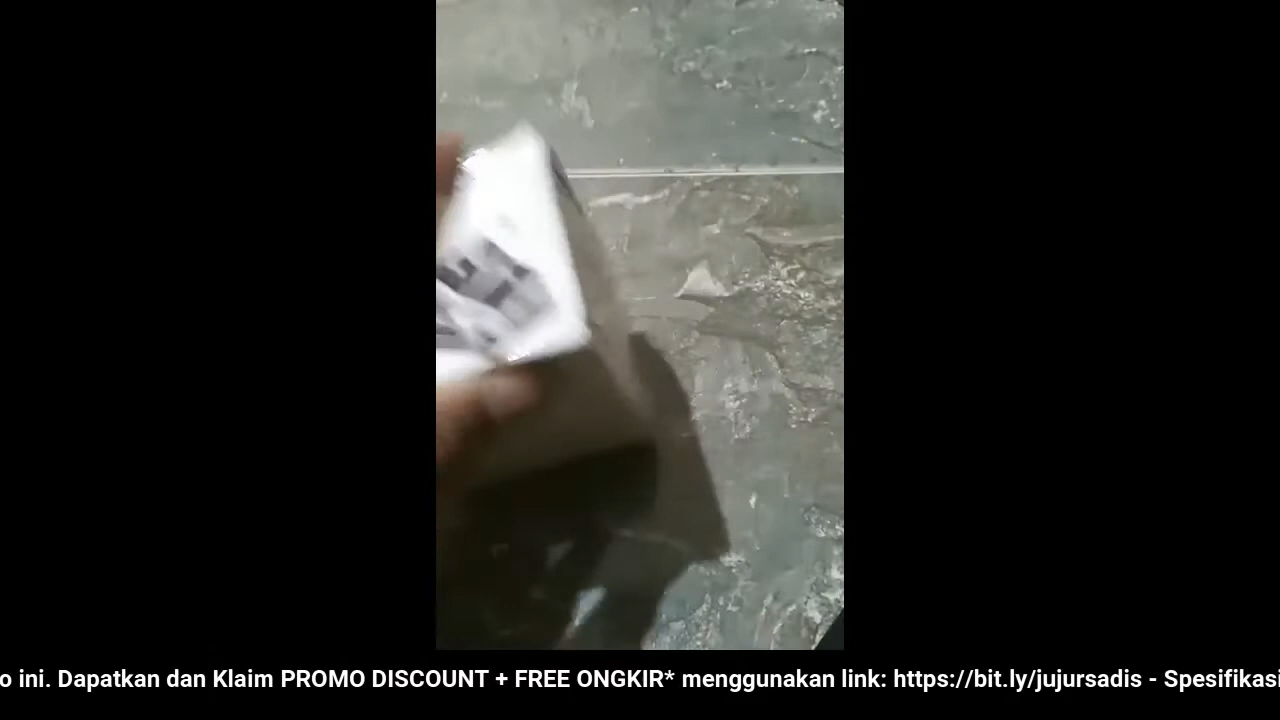 o ini. Dapatkan dan Klaim PROMO DISCOUNT + FREE ONGKIR* menggunakan link: https://bit.ly/jujursadis - Spesifikasi